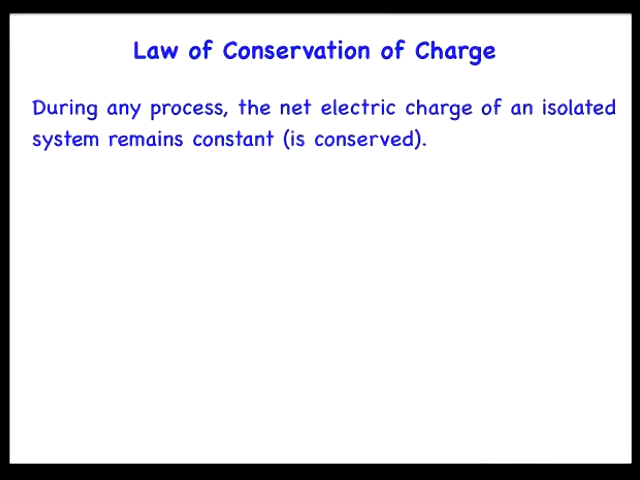 Law of Conservation of Charge
During any process, the net electric charge of an isolated
system remains constant (is conserved).